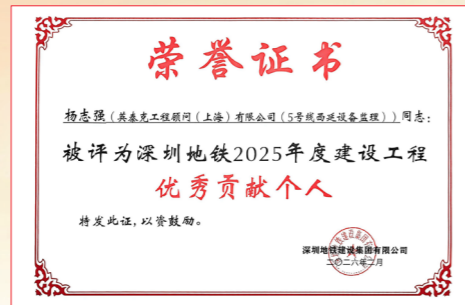 荣誉证书
杨志强(英泰克工程顾问(上海)有限公司(5号线西延设备监理))同志:
被评为深圳地铁2025年度建设工程
优秀贡献个人
特发此证,以资鼓励。
深圳地铁建设集团有限公司
二〇二六年二月